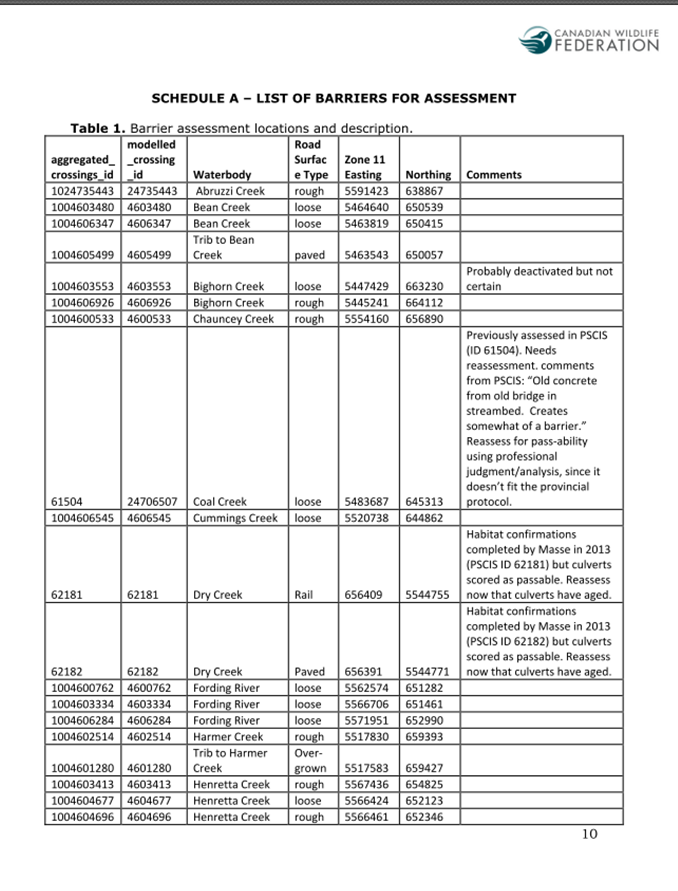 CANADIAN WILDLIFE
FEDERATION
SCHEDULE A – LIST OF BARRIERS FOR ASSESSMENT
Table 1. Barrier assessment locations and description.
aggregated_crossings_id modelled_crossing_id Waterbody Road Surface Type Zone 11 Easting Northing Comments
1024735443 24735443 Abruzzi Creek rough 5591423 638867
1004603480 4603480 Bean Creek loose 5464640 650539
1004606347 4606347 Bean Creek loose 5463819 650415
1004605499 4605499 Trib to Bean Creek paved 5463543 650057
1004603553 4603553 Bighorn Creek loose 5447429 663230 Probably deactivated but not certain
1004606926 4606926 Bighorn Creek rough 5445241 664112
1004600533 4600533 Chauncey Creek rough 5554160 656890
61504 24706507 Coal Creek loose 5483687 645313 Previously assessed in PSCIS (ID 61504). Needs reassessment. comments from PSCIS: “Old concrete from old bridge in streambed. Creates somewhat of a barrier.” Reassess for pass-ability using professional judgment/analysis, since it doesn’t fit the provincial protocol.
1004606545 4606545 Cummings Creek loose 5520738 644862
62181 62181 Dry Creek Rail 656409 5544755 Habitat confirmations completed by Masse in 2013 (PSCIS ID 62181) but culverts scored as passable. Reassess now that culverts have aged.
62182 62182 Dry Creek Paved 656391 5544771 Habitat confirmations completed by Masse in 2013 (PSCIS ID 62182) but culverts scored as passable. Reassess now that culverts have aged.
1004600762 4600762 Fording River loose 5562574 651282
1004603334 4603334 Fording River loose 5566706 651461
1004606284 4606284 Fording River loose 5571951 652990
1004602514 4602514 Harmer Creek rough 5517830 659393
1004601280 4601280 Trib to Harmer Creek Over-grown 5517583 659427
1004603413 4603413 Henretta Creek rough 5567436 654825
1004604677 4604677 Henretta Creek loose 5566424 652123
1004604696 4604696 Henretta Creek rough 5566461 652346
10